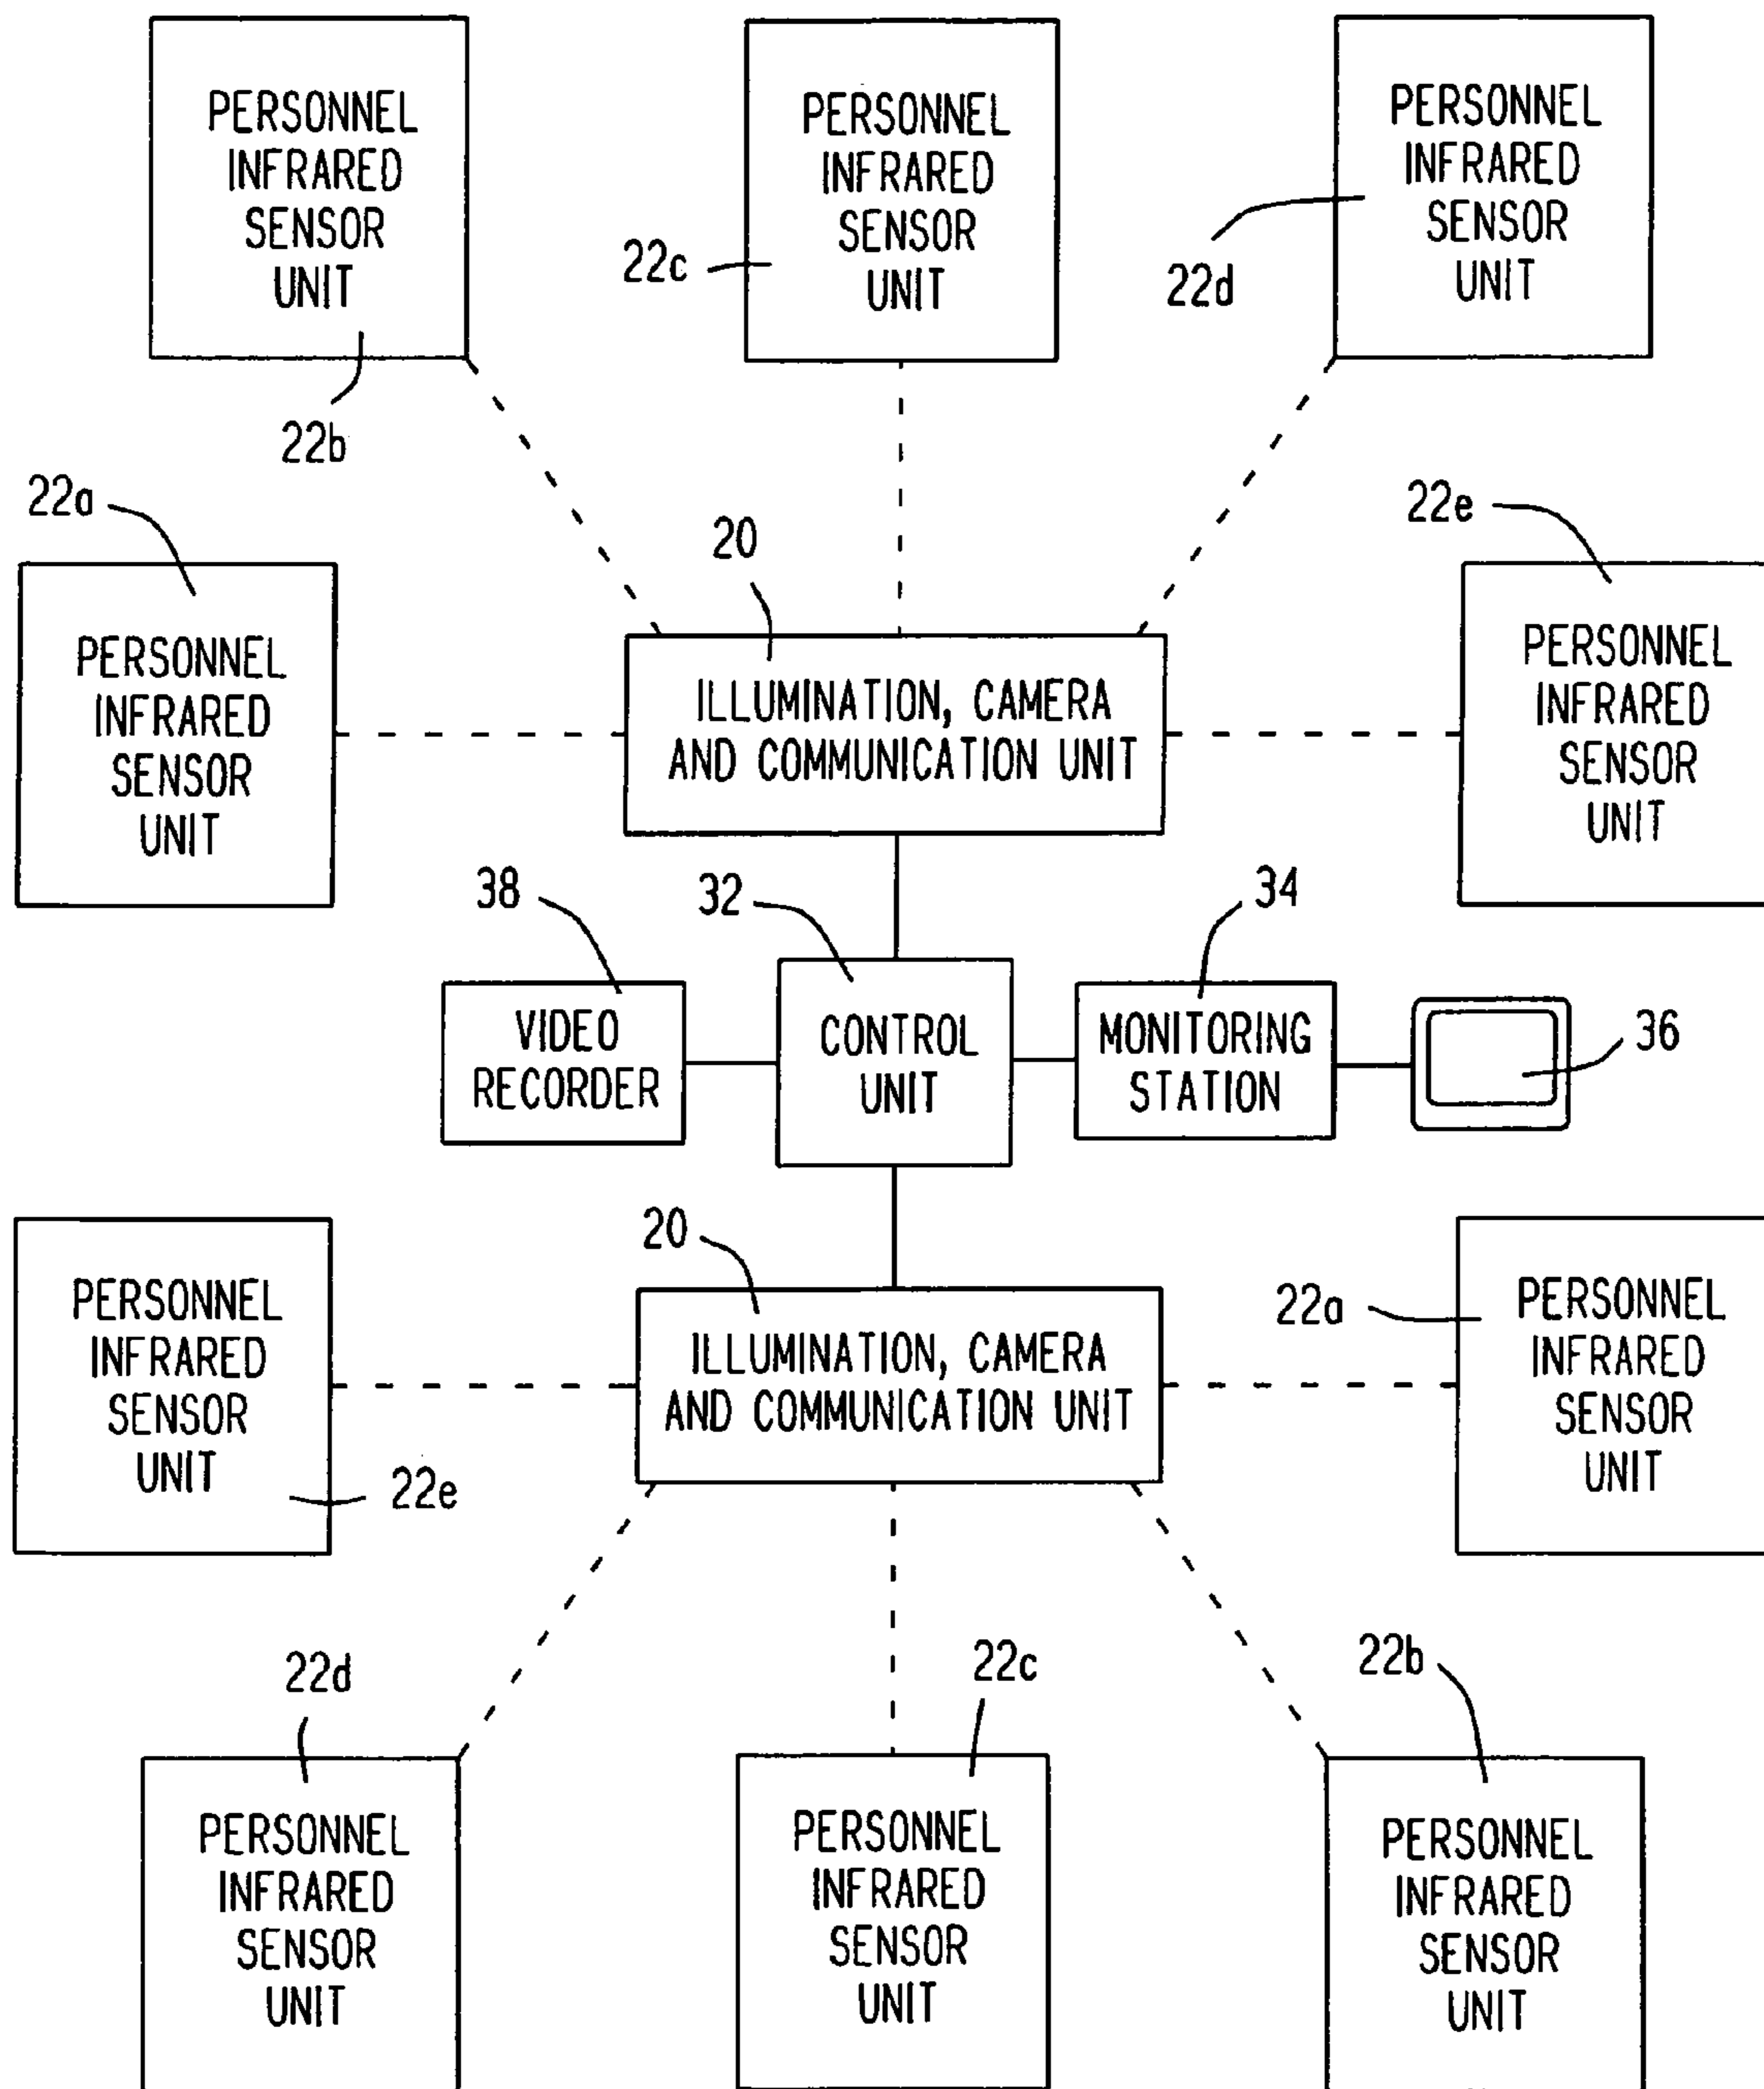 PERSONNEL
INFRARED
SENSOR
UNIT
22b
PERSONNEL
INFRARED
SENSOR
UNIT
22c
PERSONNEL
INFRARED
SENSOR
UNIT
22d
22a
PERSONNEL
INFRARED
SENSOR
UNIT
20
ILLUMINATION, CAMERA
AND COMMUNICATION UNIT
22e
PERSONNEL
INFRARED
SENSOR
UNIT
38
VIDEO
RECORDER
32
CONTROL
UNIT
34
MONITORING
STATION
36
PERSONNEL
INFRARED
SENSOR
UNIT
22e
20
ILLUMINATION, CAMERA
AND COMMUNICATION UNIT
22a
PERSONNEL
INFRARED
SENSOR
UNIT
22d
PERSONNEL
INFRARED
SENSOR
UNIT
22c
PERSONNEL
INFRARED
SENSOR
UNIT
22b
PERSONNEL
INFRARED
SENSOR
UNIT